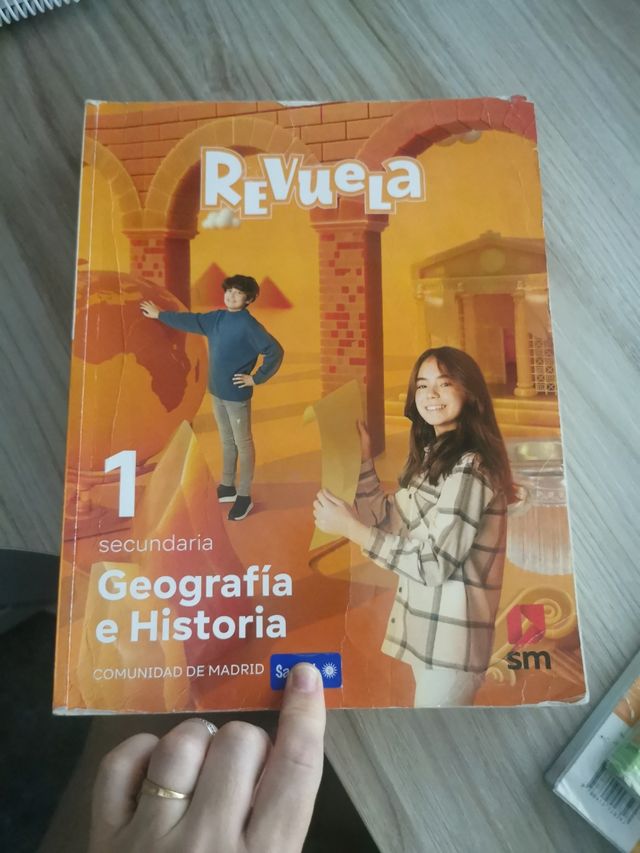 REVueLa
1
secundaria
Geografía
e Historia
COMUNIDAD DE MADRID
sm